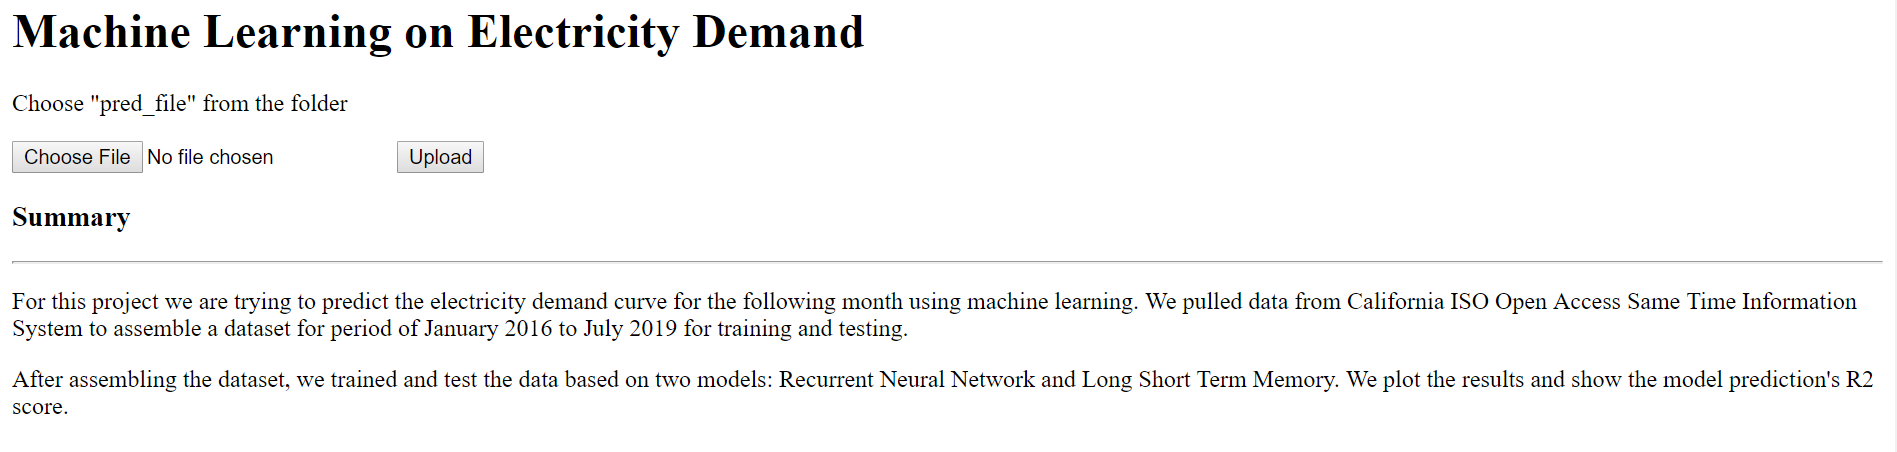 Machine Learning on Electricity Demand
Choose "pred_file" from the folder
Choose File No file chosen Upload
Summary
For this project we are trying to predict the electricity demand curve for the following month using machine learning. We pulled data from California ISO Open Access Same Time Information
System to assemble a dataset for period of January 2016 to July 2019 for training and testing.
After assembling the dataset, we trained and test the data based on two models: Recurrent Neural Network and Long Short Term Memory. We plot the results and show the model prediction's R2
score.